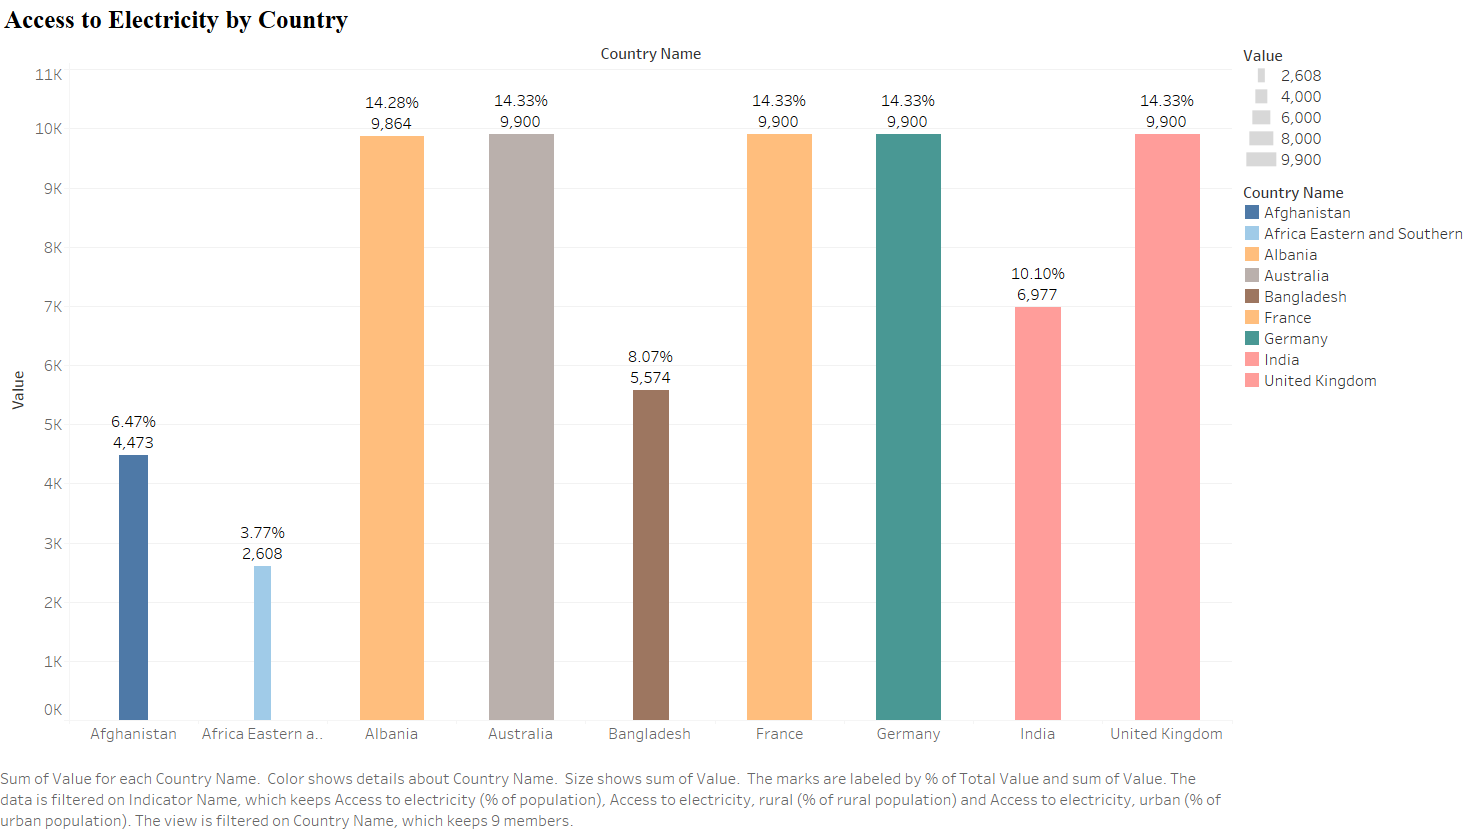 Access to Electricity by Country
Country Name
Value
11K
10K
9K
8K
7K
6K
5K
4K
3K
2K
1K
0K
6.47%
4,473
3.77%
2,608
14.28%
9,864
14.33%
9,900
8.07%
5,574
14.33%
9,900
14.33%
9,900
10.10%
6,977
14.33%
9,900
Afghanistan
Africa Eastern a..
Albania
Australia
Bangladesh
France
Germany
India
United Kingdom
Value
2,608
4,000
6,000
8,000
9,900
Country Name
Afghanistan
Africa Eastern and Southern
Albania
Australia
Bangladesh
France
Germany
India
United Kingdom
Sum of Value for each Country Name.  Color shows details about Country Name.  Size shows sum of Value.  The marks are labeled by % of Total Value and sum of Value. The
data is filtered on Indicator Name, which keeps Access to electricity (% of population), Access to electricity, rural (% of rural population) and Access to electricity, urban (% of
urban population). The view is filtered on Country Name, which keeps 9 members.